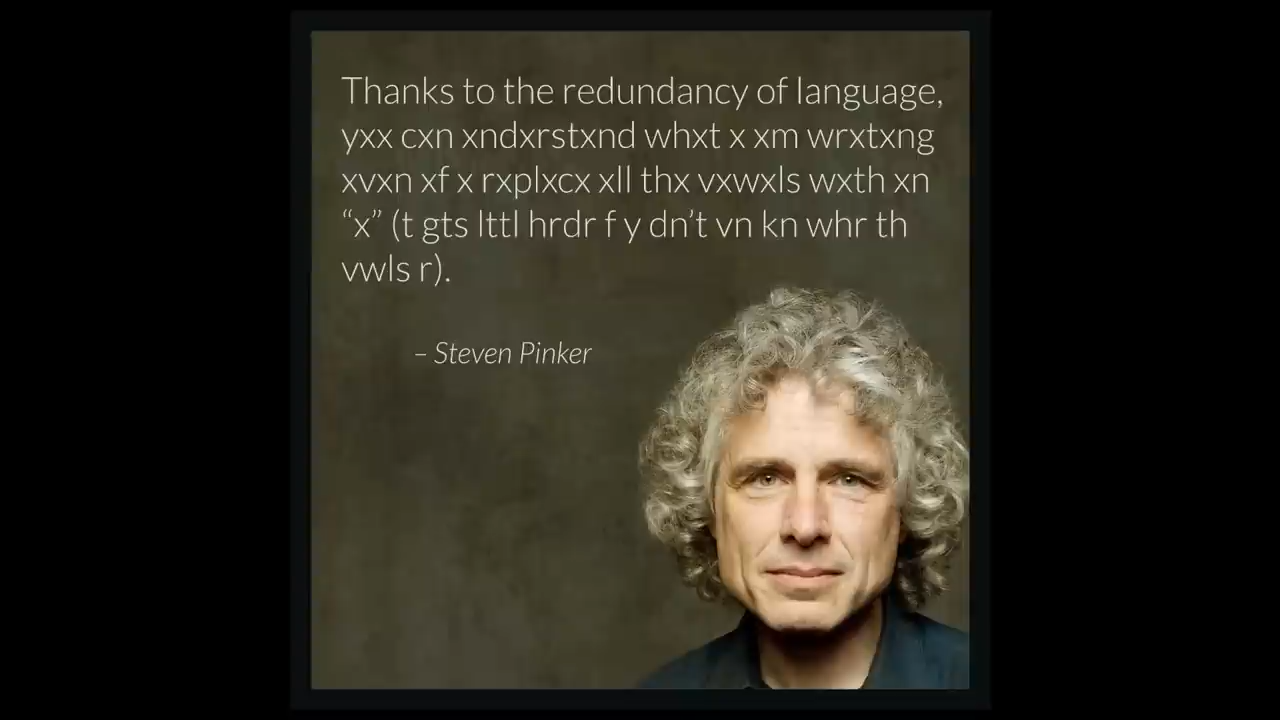 Thanks to the redundancy of language,
yxx cxn xndxrstxnd whxt x xm wrxtxng
xvxn xf x rxplxcx xll thx vxwxls wxth xn
“x” (t gts lttl hrdr f y dn’t vn kn whr th
vwls r).
– Steven Pinker